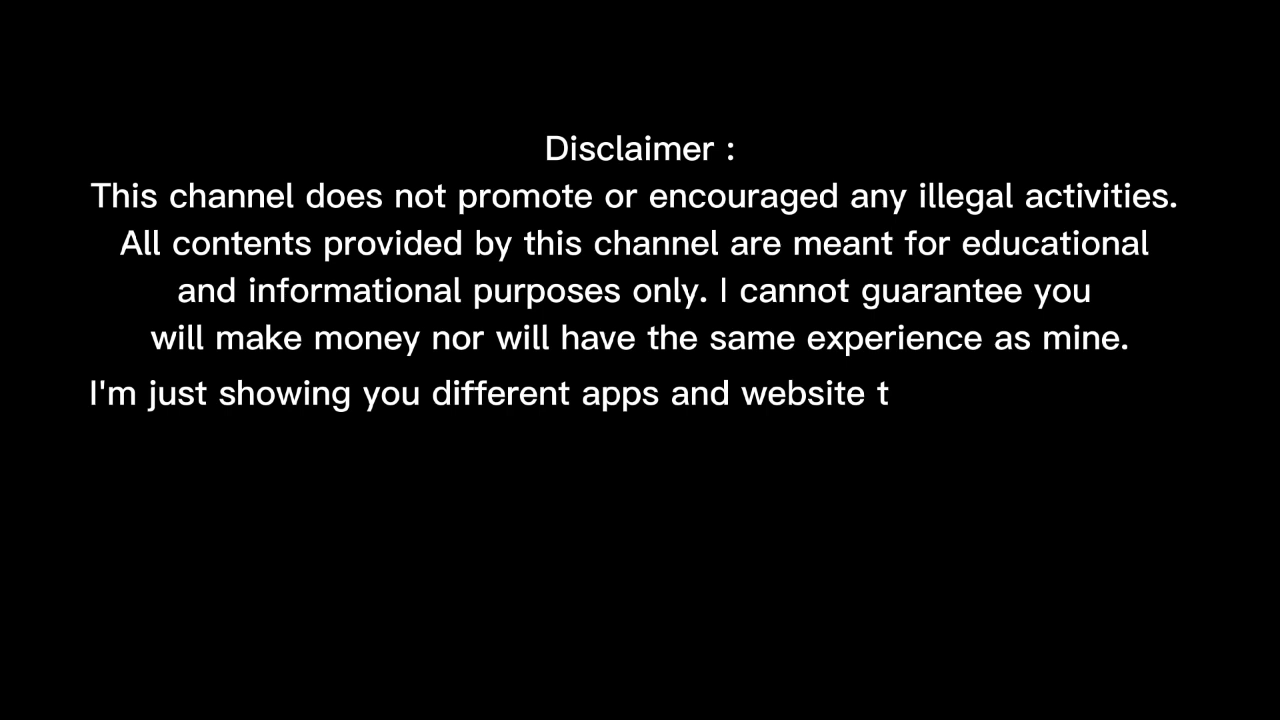 Disclaimer :
This channel does not promote or encouraged any illegal activities.
All contents provided by this channel are meant for educational
and informational purposes only. I cannot guarantee you
will make money nor will have the same experience as mine.
I'm just showing you different apps and website t